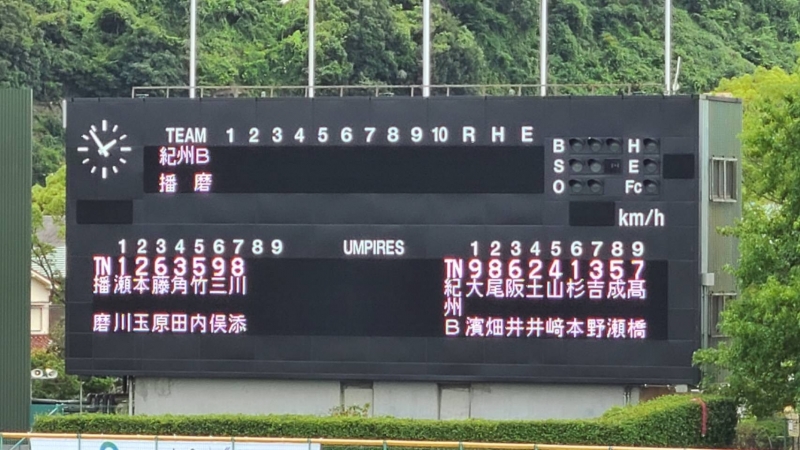 TEAM 1 2 3 4 5 6 7 8 9 10 R H E
紀州B
播 磨
B H
S E
O Fc
km/h
1 2 3 4 5 6 7 8 9
TN 1 2 6 3 5 9 8
播 瀬 本 藤 角 竹 三 川
磨 川 玉 原 田 内 俣 添
UMPIRES
1 2 3 4 5 6 7 8 9
TN 9 8 6 2 4 1 3 5 7
紀 大 尾 阪 土 山 杉 吉 成 髙
州
B 濱 畑 井 井 﨑 本 野 瀬 橋